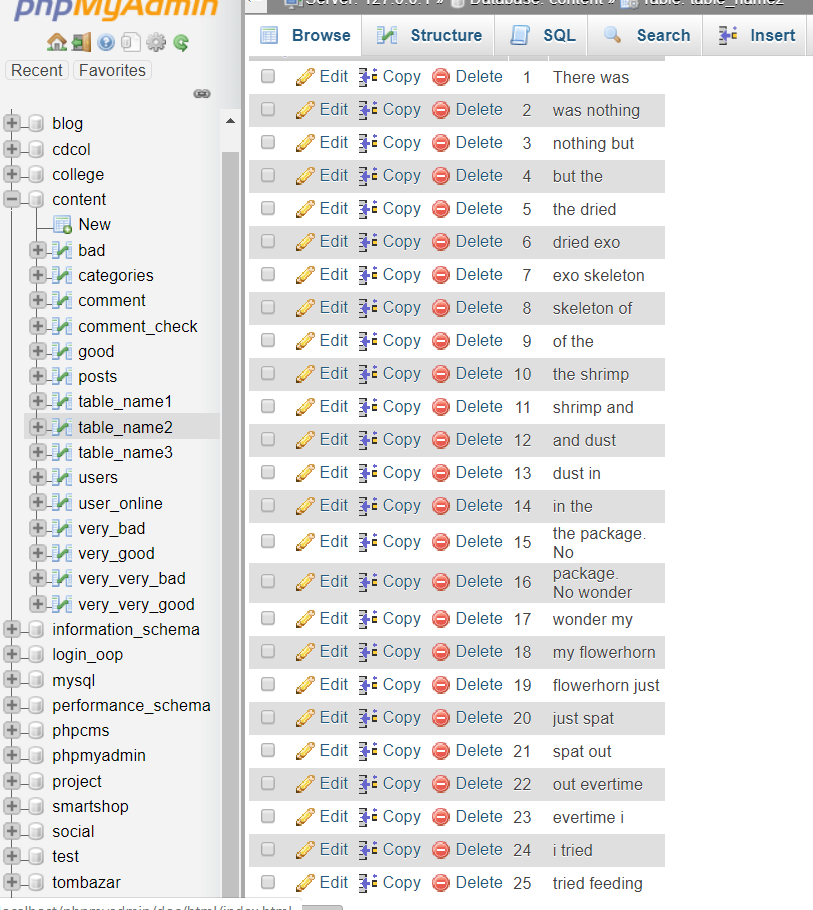 phpMyAdmin
Recent Favorites
blog
cdcol
college
content
New
bad
categories
comment
comment_check
good
posts
table_name1
table_name2
table_name3
users
user_online
very_bad
very_good
very_very_bad
very_very_good
information_schema
login_oop
mysql
performance_schema
phpcms
phpmyadmin
project
smartshop
social
test
tombazar
localhost/phpmyadmin/doc/html/index.html
Server: 127.0.0.1 » Database: content » Table: table_name2
Browse Structure SQL Search Insert
Edit Copy Delete 1 There was
Edit Copy Delete 2 was nothing
Edit Copy Delete 3 nothing but
Edit Copy Delete 4 but the
Edit Copy Delete 5 the dried
Edit Copy Delete 6 dried exo
Edit Copy Delete 7 exo skeleton
Edit Copy Delete 8 skeleton of
Edit Copy Delete 9 of the
Edit Copy Delete 10 the shrimp
Edit Copy Delete 11 shrimp and
Edit Copy Delete 12 and dust
Edit Copy Delete 13 dust in
Edit Copy Delete 14 in the
Edit Copy Delete 15 the package.
No
Edit Copy Delete 16 package.
No wonder
Edit Copy Delete 17 wonder my
Edit Copy Delete 18 my flowerhorn
Edit Copy Delete 19 flowerhorn just
Edit Copy Delete 20 just spat
Edit Copy Delete 21 spat out
Edit Copy Delete 22 out evertime
Edit Copy Delete 23 evertime i
Edit Copy Delete 24 i tried
Edit Copy Delete 25 tried feeding